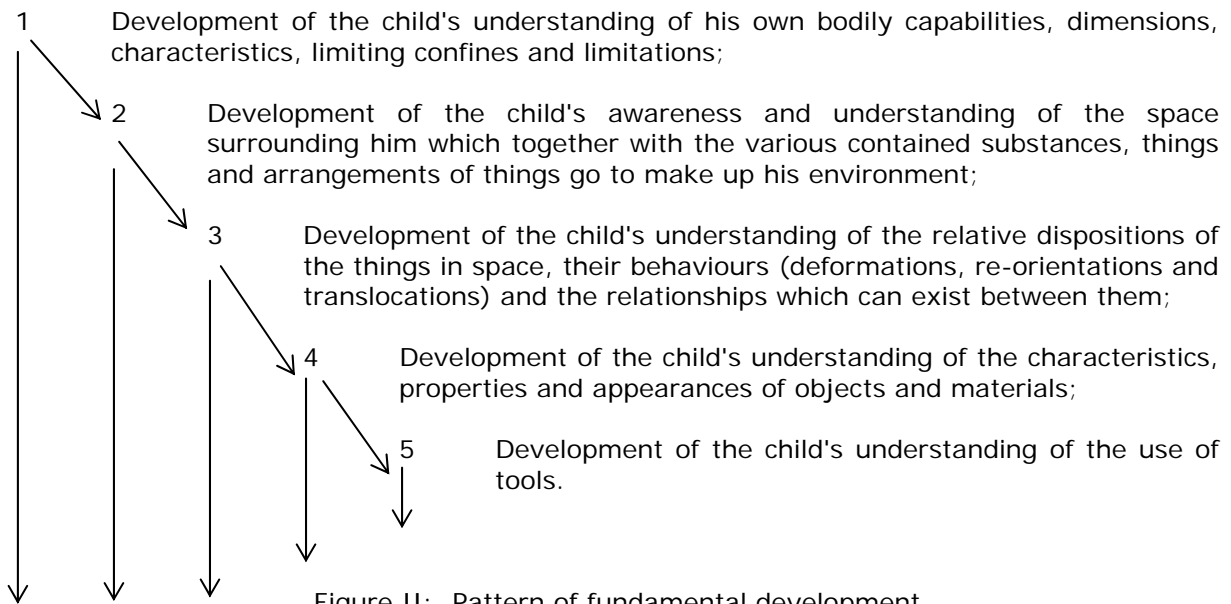 1 Development of the child's understanding of his own bodily capabilities, dimensions,
characteristics, limiting confines and limitations;
2 Development of the child's awareness and understanding of the space
surrounding him which together with the various contained substances, things
and arrangements of things go to make up his environment;
3 Development of the child's understanding of the relative dispositions of
the things in space, their behaviours (deformations, re-orientations and
translocations) and the relationships which can exist between them;
4 Development of the child's understanding of the characteristics,
properties and appearances of objects and materials;
5 Development of the child's understanding of the use of
tools.
Figure II: Pattern of fundamental development